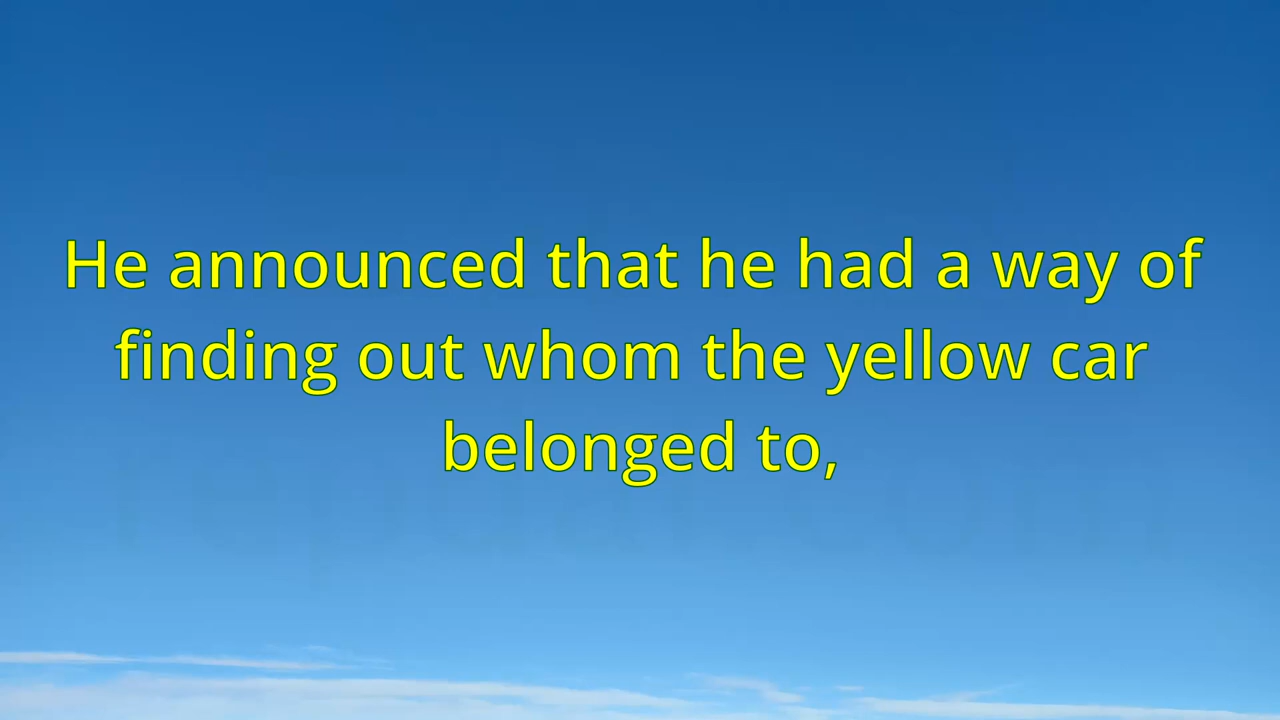 He announced that he had a way of
finding out whom the yellow car
belonged to,